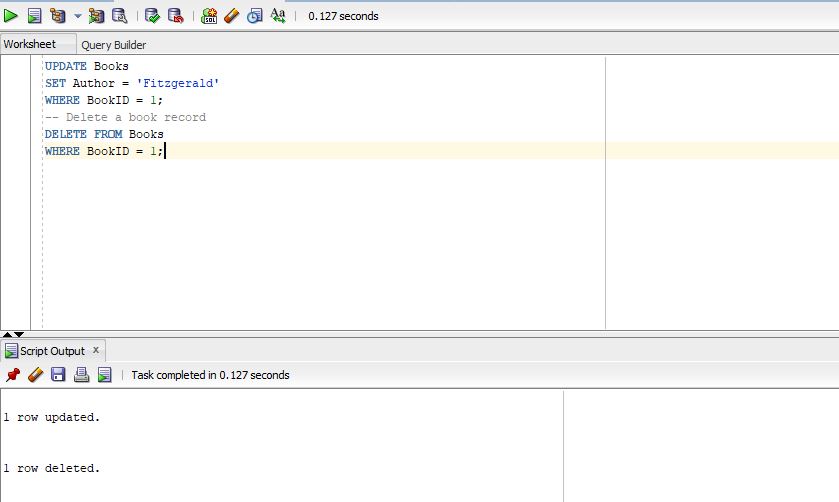 0.127 seconds
Worksheet Query Builder
UPDATE Books
SET Author = 'Fitzgerald'
WHERE BookID = 1;
-- Delete a book record
DELETE FROM Books
WHERE BookID = 1;
Script Output x
Task completed in 0.127 seconds
1 row updated.
1 row deleted.